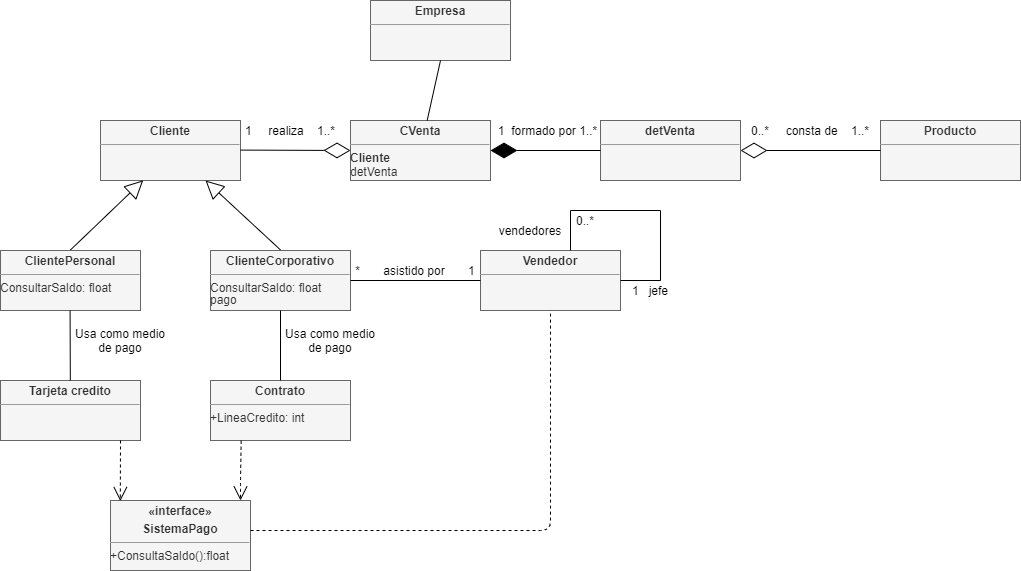 Empresa
Cliente
1 realiza 1..*
CVenta
Cliente
detVenta
1 formado por 1..*
detVenta
0..* consta de 1..*
Producto
ClientePersonal
ConsultarSaldo: float
ClienteCorporativo
ConsultarSaldo: float
pago
* asistido por 1
Vendedor
vendedores
0..*
1 jefe
Usa como medio
de pago
Usa como medio
de pago
Tarjeta credito
Contrato
+LineaCredito: int
«interface»
SistemaPago
+ConsultaSaldo():float